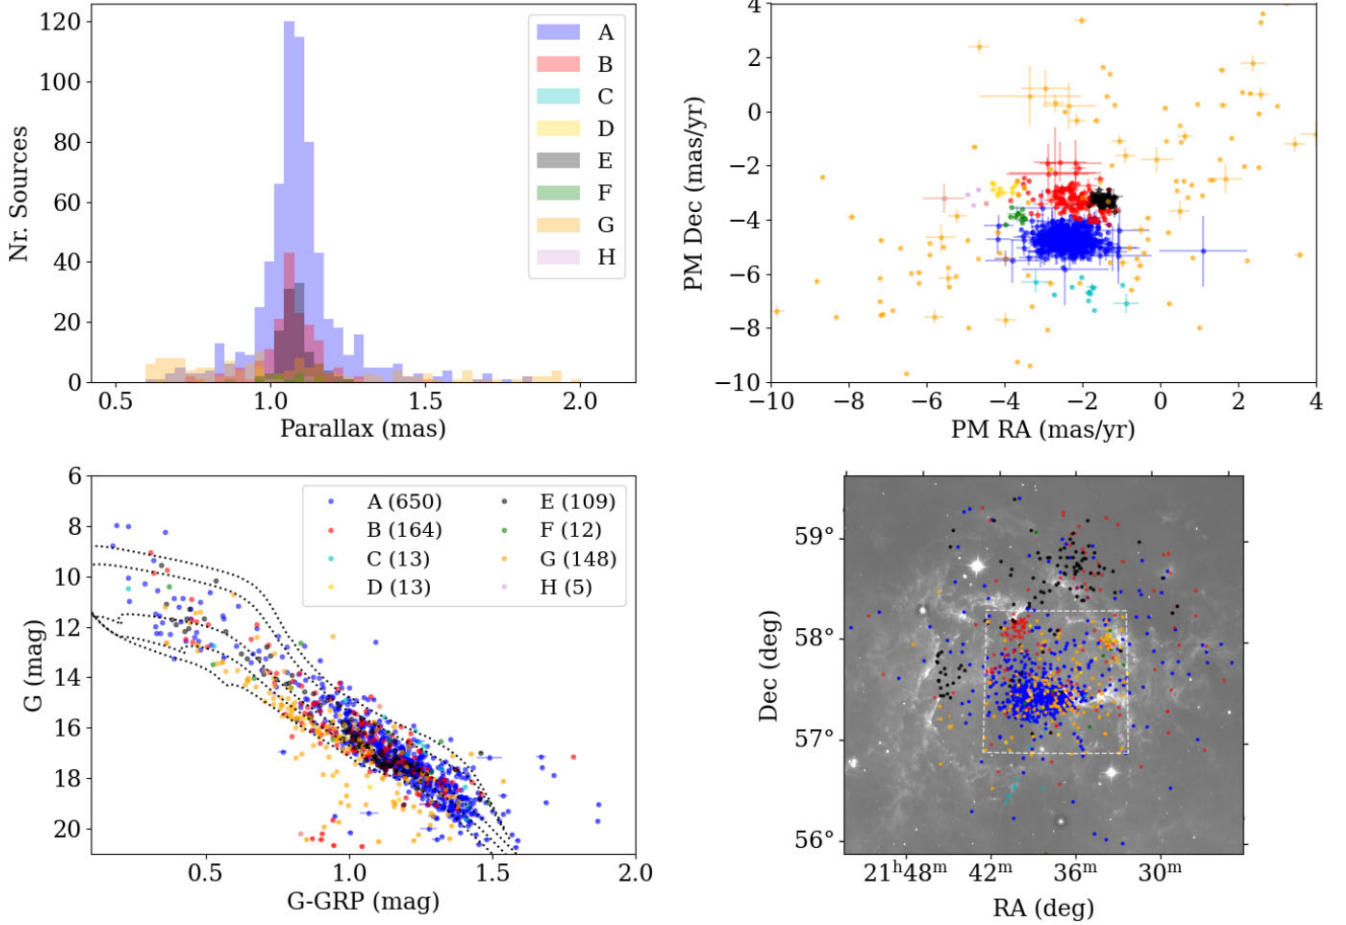 120
100
80
60
40
20
0
Nr. Sources
0.5
1.0
1.5
2.0
Parallax (mas)
A
B
C
D
E
F
G
H
4
2
0
−2
−4
−6
−8
−10
PM Dec (mas/yr)
−10
−8
−6
−4
−2
0
2
4
PM RA (mas/yr)
6
8
10
12
14
16
18
20
G (mag)
0.5
1.0
1.5
2.0
G-GRP (mag)
A (650)
B (164)
C (13)
D (13)
E (109)
F (12)
G (148)
H (5)
59°
58°
57°
56°
Dec (deg)
21h48m
42m
36m
30m
RA (deg)